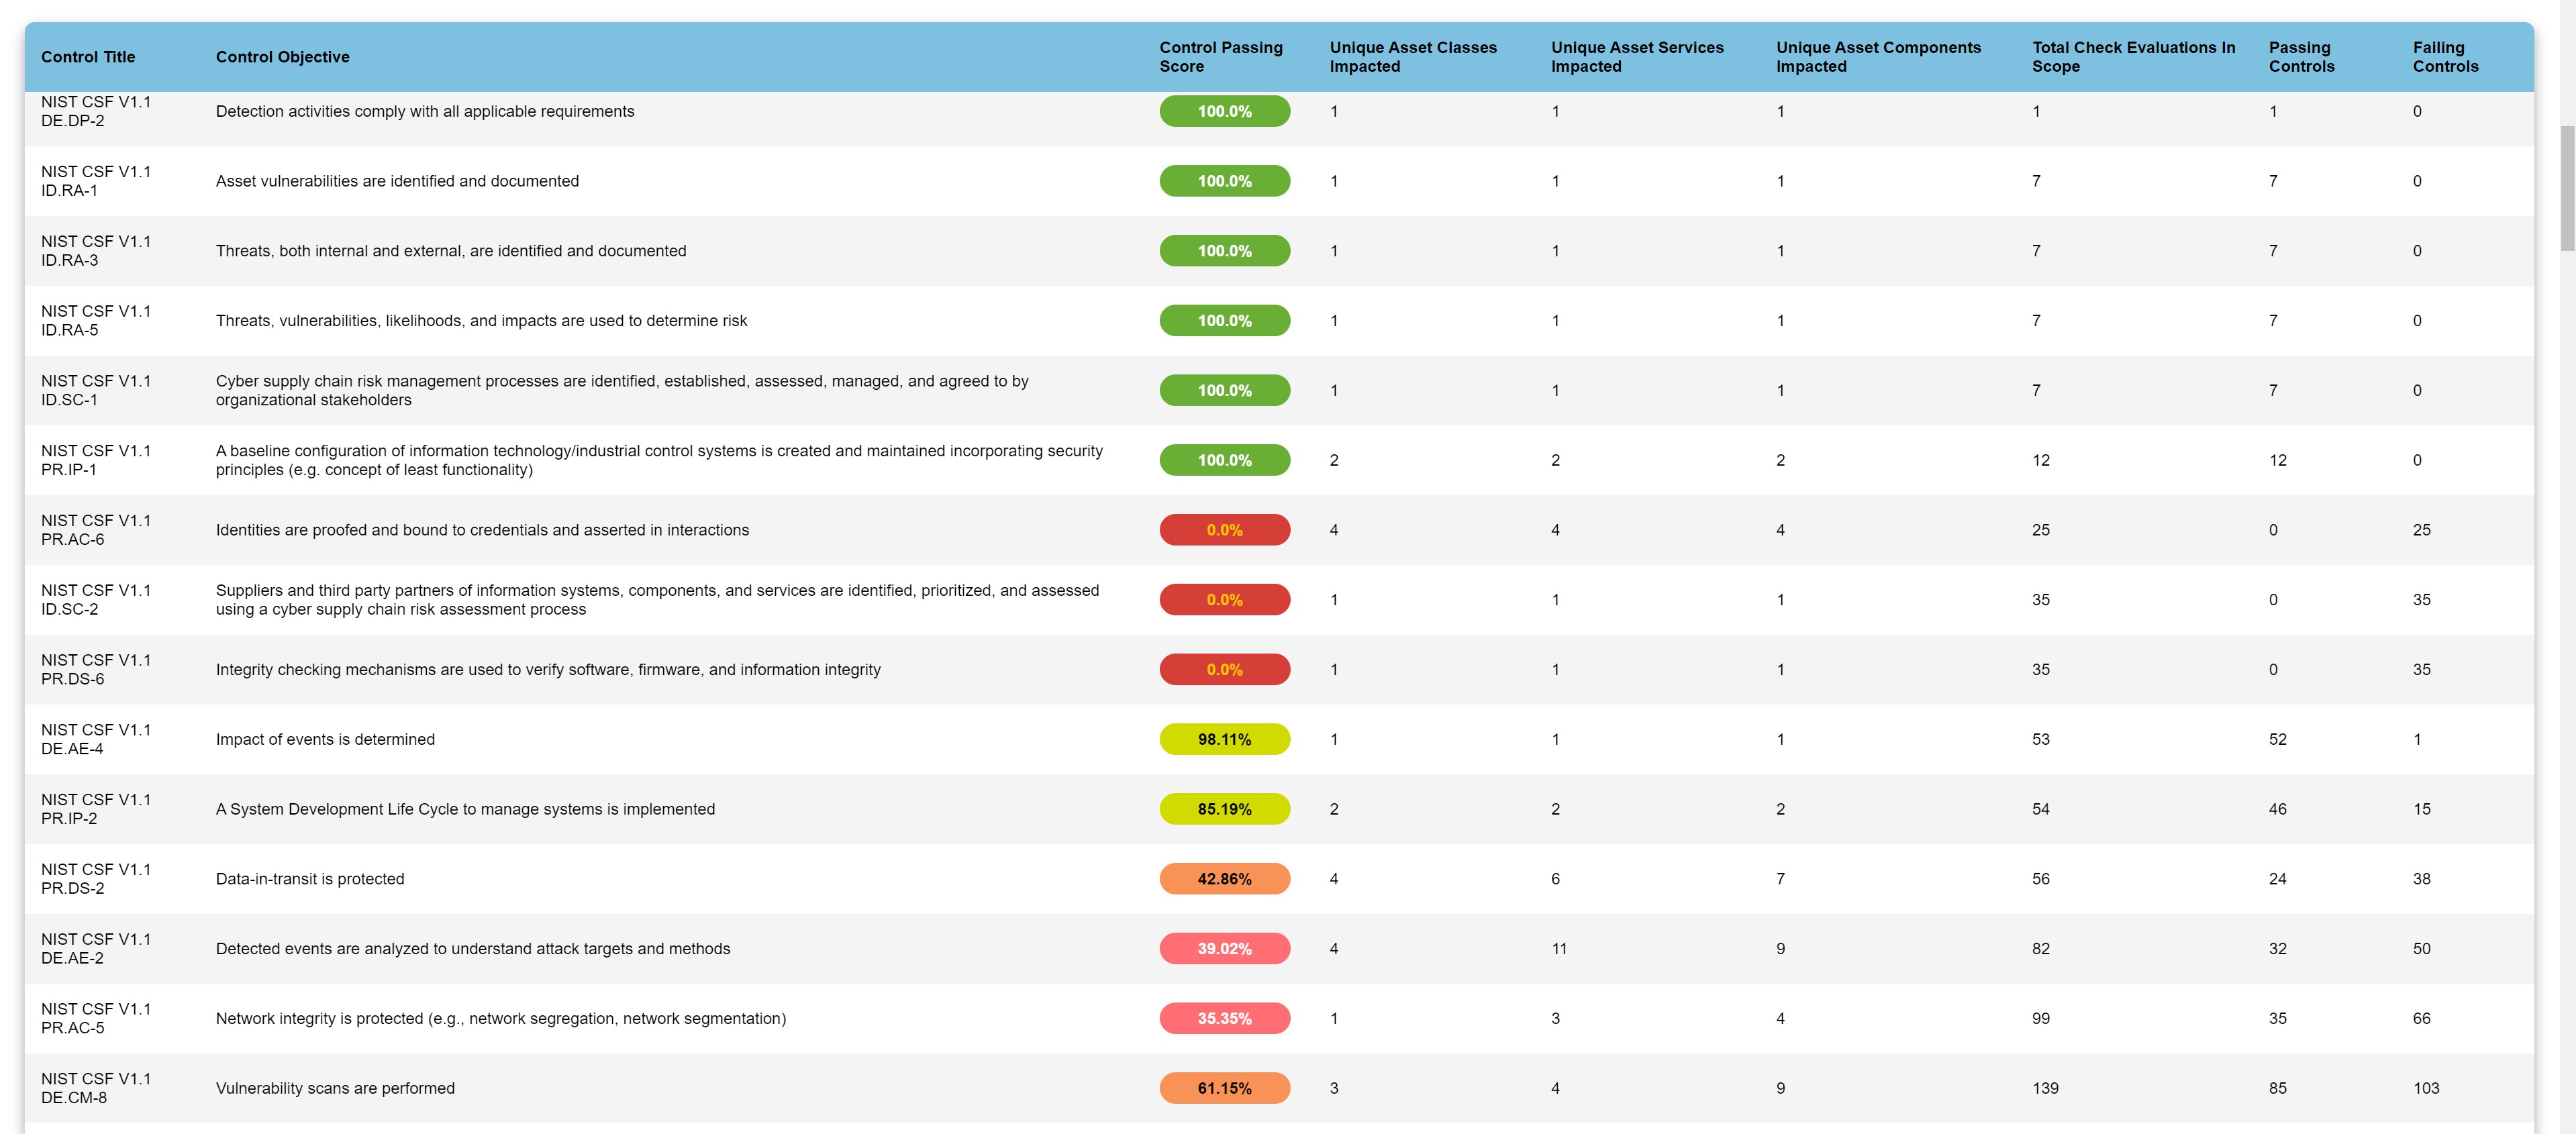 Control Title
Control Objective
Control Passing
Score
Unique Asset Classes
Impacted
Unique Asset Services
Impacted
Unique Asset Components
Impacted
Total Check Evaluations In
Scope
Passing
Controls
Failing
Controls
NIST CSF V1.1
DE.DP-2
Detection activities comply with all applicable requirements
100.0%
1
1
1
1
1
0
NIST CSF V1.1
ID.RA-1
Asset vulnerabilities are identified and documented
100.0%
1
1
1
7
7
0
NIST CSF V1.1
ID.RA-3
Threats, both internal and external, are identified and documented
100.0%
1
1
1
7
7
0
NIST CSF V1.1
ID.RA-5
Threats, vulnerabilities, likelihoods, and impacts are used to determine risk
100.0%
1
1
1
7
7
0
NIST CSF V1.1
ID.SC-1
Cyber supply chain risk management processes are identified, established, assessed, managed, and agreed to by
organizational stakeholders
100.0%
1
1
1
7
7
0
NIST CSF V1.1
PR.IP-1
A baseline configuration of information technology/industrial control systems is created and maintained incorporating security
principles (e.g. concept of least functionality)
100.0%
2
2
2
12
12
0
NIST CSF V1.1
PR.AC-6
Identities are proofed and bound to credentials and asserted in interactions
0.0%
4
4
4
25
0
25
NIST CSF V1.1
ID.SC-2
Suppliers and third party partners of information systems, components, and services are identified, prioritized, and assessed
using a cyber supply chain risk assessment process
0.0%
1
1
1
35
0
35
NIST CSF V1.1
PR.DS-6
Integrity checking mechanisms are used to verify software, firmware, and information integrity
0.0%
1
1
1
35
0
35
NIST CSF V1.1
DE.AE-4
Impact of events is determined
98.11%
1
1
1
53
52
1
NIST CSF V1.1
PR.IP-2
A System Development Life Cycle to manage systems is implemented
85.19%
2
2
2
54
46
15
NIST CSF V1.1
PR.DS-2
Data-in-transit is protected
42.86%
4
6
7
56
24
38
NIST CSF V1.1
DE.AE-2
Detected events are analyzed to understand attack targets and methods
39.02%
4
11
9
82
32
50
NIST CSF V1.1
PR.AC-5
Network integrity is protected (e.g., network segregation, network segmentation)
35.35%
1
3
4
99
35
66
NIST CSF V1.1
DE.CM-8
Vulnerability scans are performed
61.15%
3
4
9
139
85
103